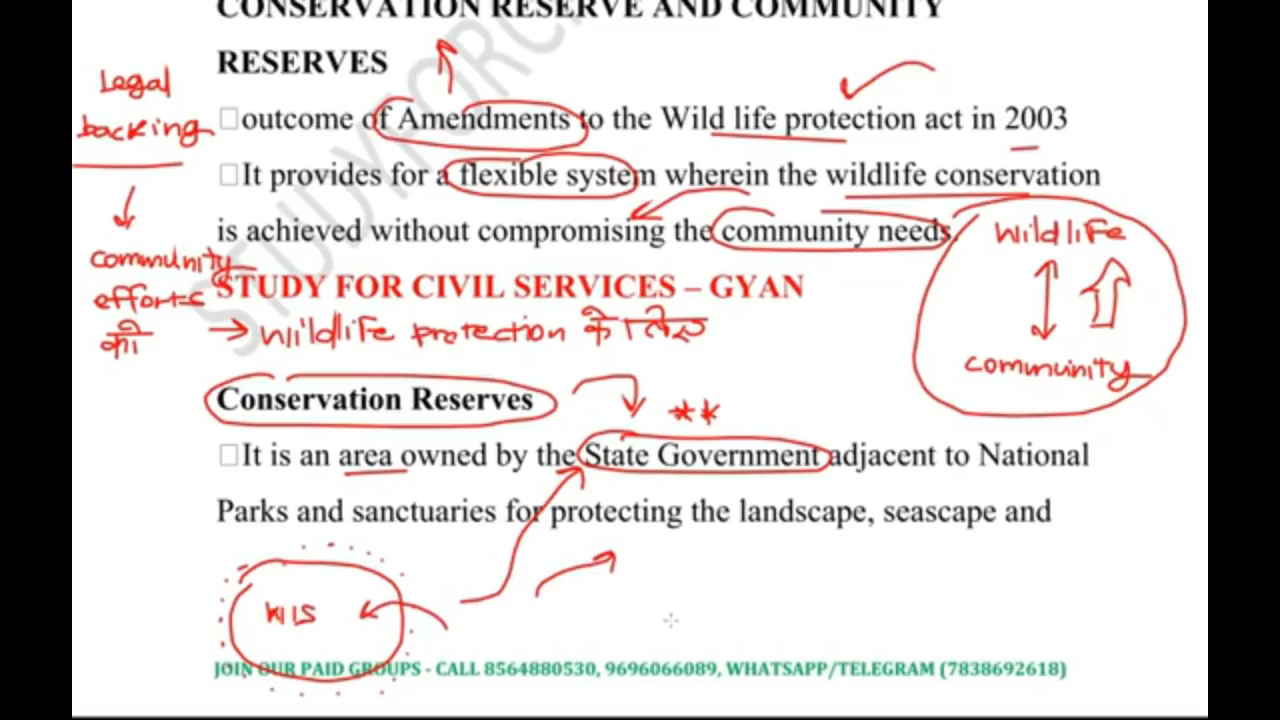 CONSERVATION RESERVE AND COMMUNITY
RESERVES
Legal
backing
outcome of Amendments to the Wild life protection act in 2003
It provides for a flexible system wherein the wildlife conservation
is achieved without compromising the community needs.
wildlife
community
community
efforts
को
STUDY FOR CIVIL SERVICES – GYAN
→ wildlife protection के लिए
Conservation Reserves
**
It is an area owned by the State Government adjacent to National
Parks and sanctuaries for protecting the landscape, seascape and
WLS
JOIN OUR PAID GROUPS - CALL 8564880530, 9696066089, WHATSAPP/TELEGRAM (7838692618)